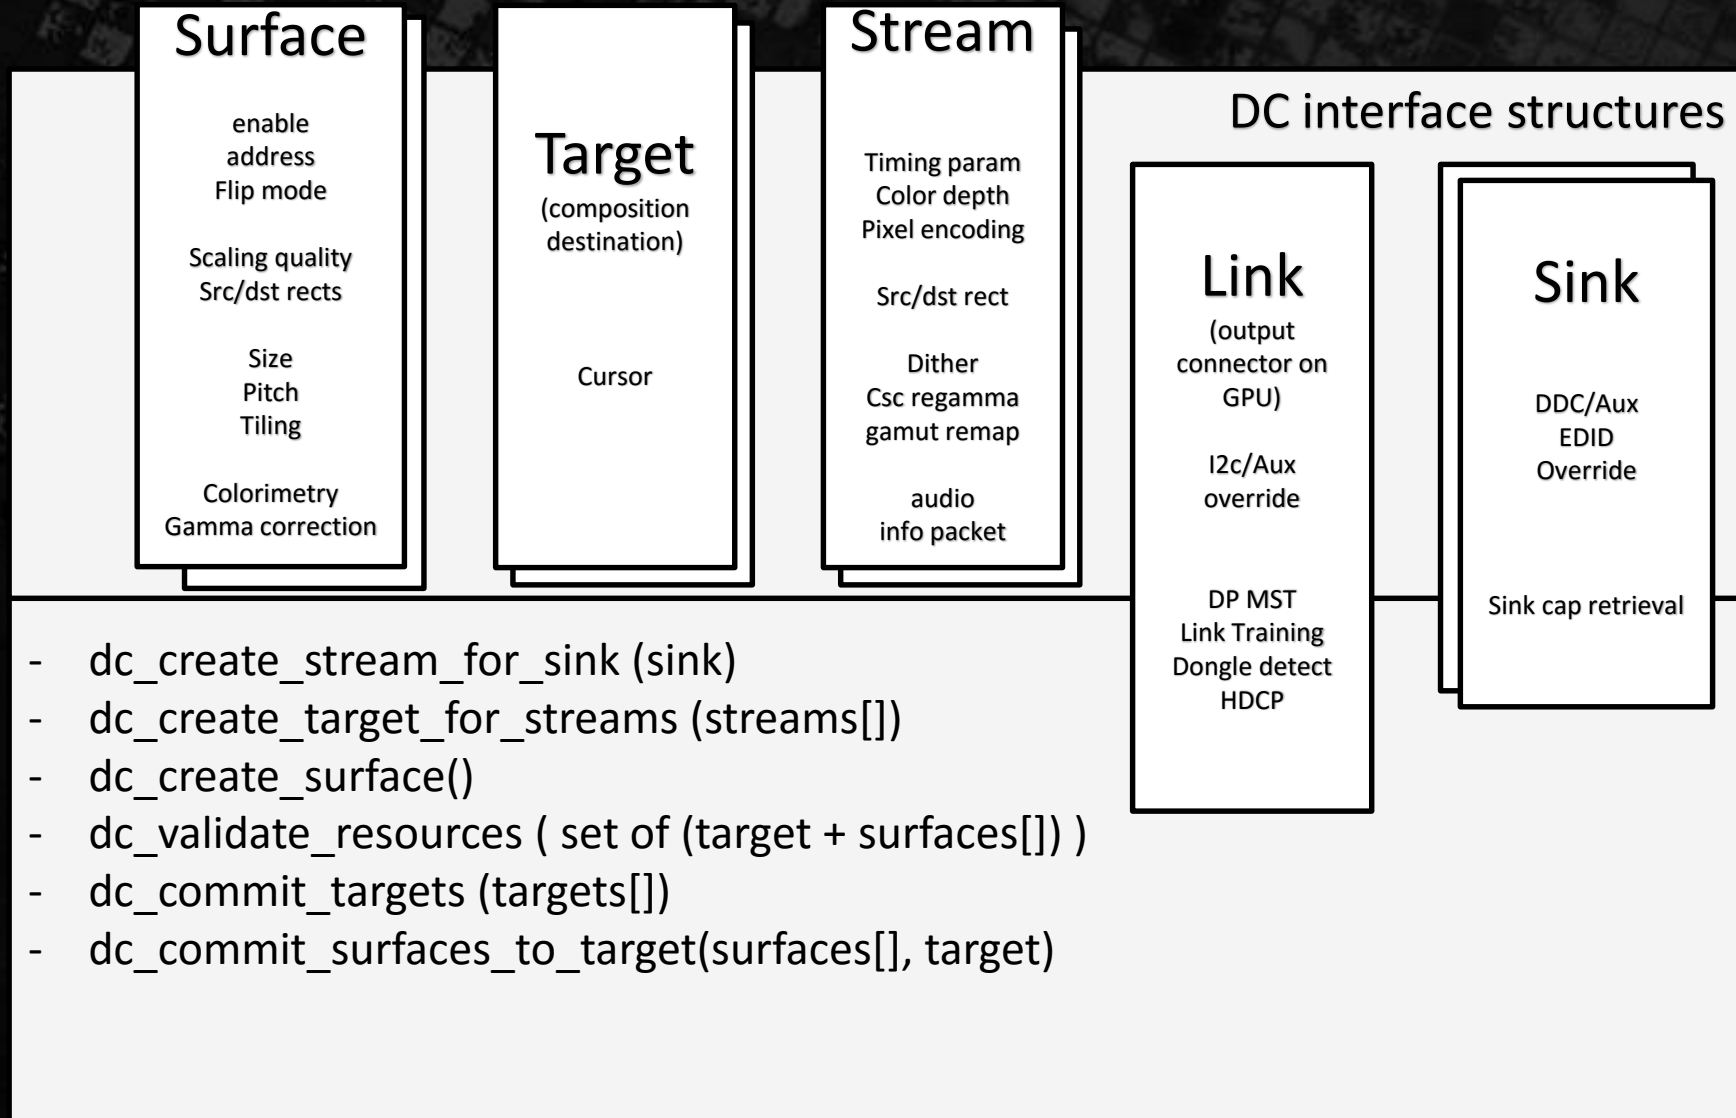 Surface
enable
address
Flip mode
Scaling quality
Src/dst rects
Size
Pitch
Tiling
Colorimetry
Gamma correction
Target
(composition
destination)
Cursor
Stream
Timing param
Color depth
Pixel encoding
Src/dst rect
Dither
Csc regamma
gamut remap
audio
info packet
DC interface structures
Link
(output
connector on
GPU)
I2c/Aux
override
DP MST
Link Training
Dongle detect
HDCP
Sink
DDC/Aux
EDID
Override
Sink cap retrieval
- dc_create_stream_for_sink (sink)
- dc_create_target_for_streams (streams[])
- dc_create_surface()
- dc_validate_resources ( set of (target + surfaces[]) )
- dc_commit_targets (targets[])
- dc_commit_surfaces_to_target(surfaces[], target)